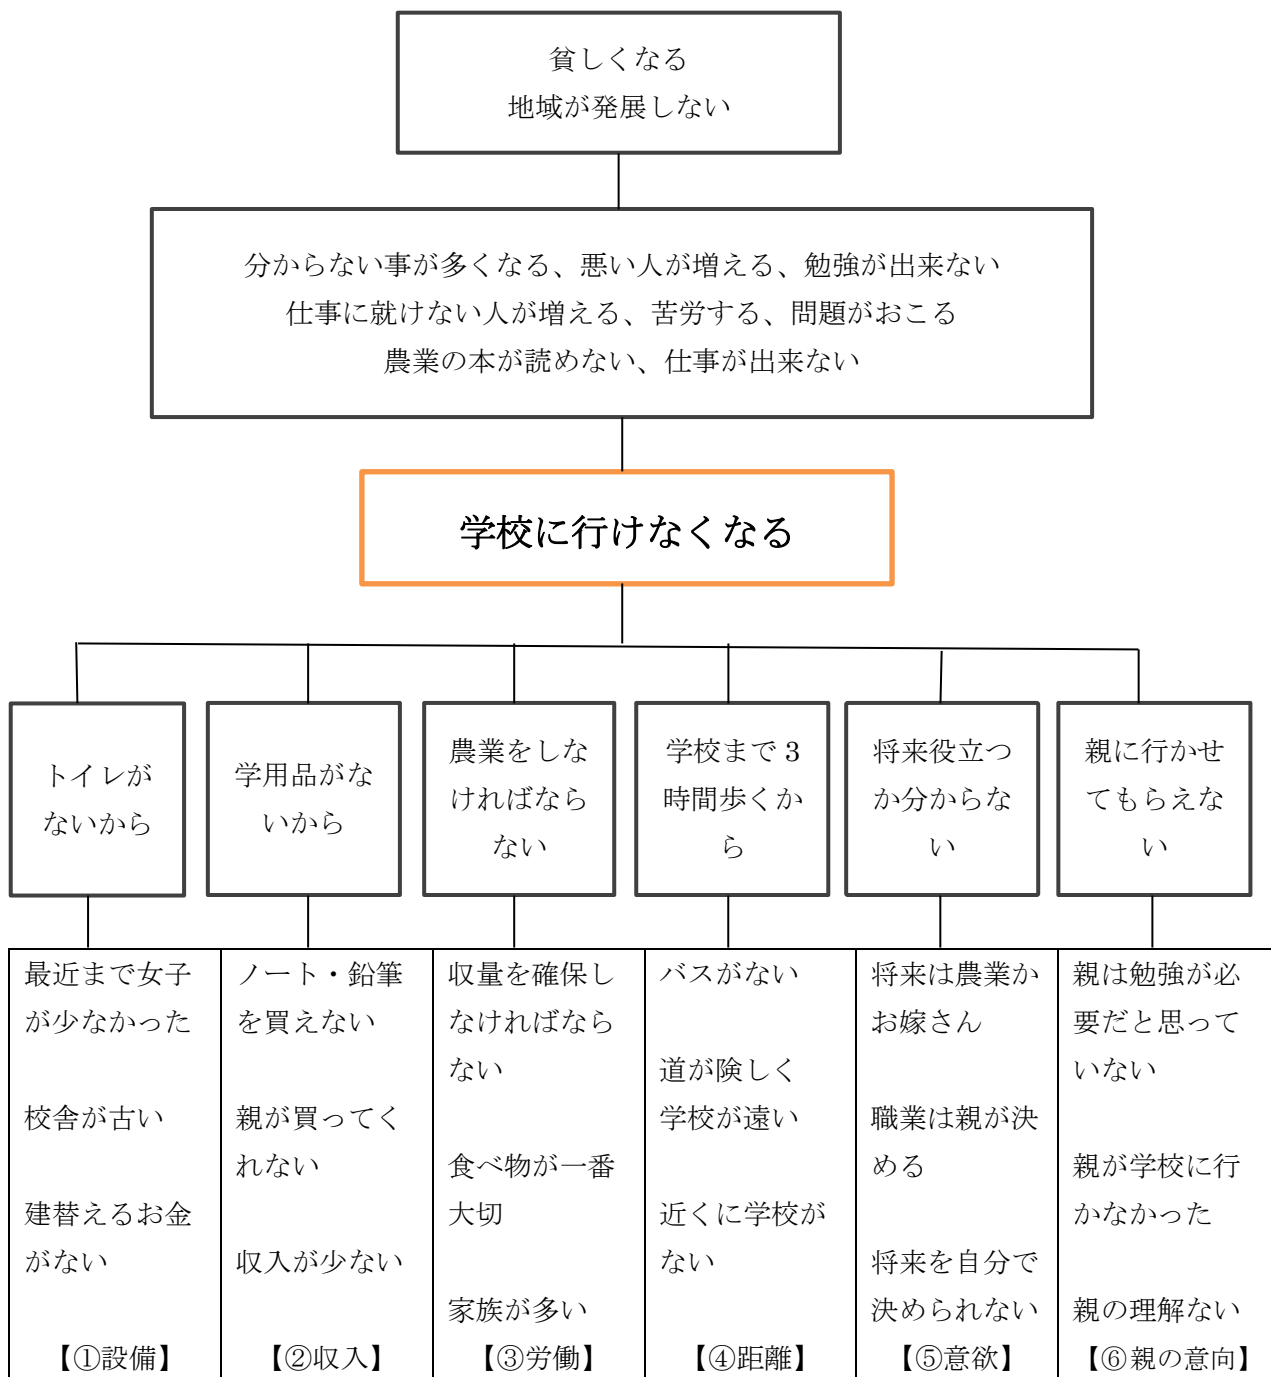 貧しくなる
地域が発展しない
分からない事が多くなる、悪い人が増える、勉強が出来ない
仕事に就けない人が増える、苦労する、問題がおこる
農業の本が読めない、仕事が出来ない
学校に行けなくなる
トイレが
ないから
学用品がな
いから
農業をしな
ければなら
ない
学校まで 3
時間歩くか
ら
将来役立つ
か分からな
い
親に行かせ
てもらえな
い
最近まで女子
が少なかった
校舎が古い
建替えるお金
がない
【①設備】
ノート・鉛筆
を買えない
親が買ってく
れない
収入が少ない
【②収入】
収量を確保し
なければなら
ない
食べ物が一番
大切
家族が多い
【③労働】
バスがない
道が険しく
学校が遠い
近くに学校が
ない
【④距離】
将来は農業か
お嫁さん
職業は親が決
める
将来を自分で
決められない
【⑤意欲】
親は勉強が必
要だと思って
いない
親が学校に行
かなかった
親の理解ない
【⑥親の意向】